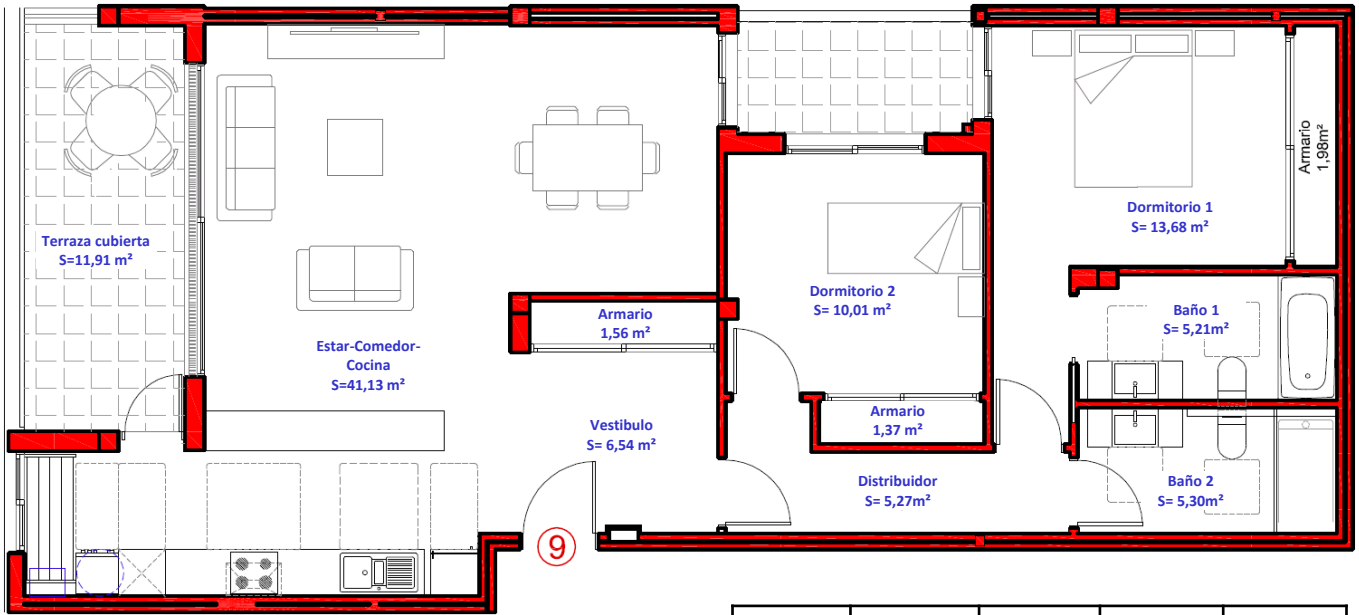 Terraza cubierta
S=11,91 m²
Estar-Comedor-
Cocina
S=41,13 m²
Armario
1,56 m²
Vestibulo
S= 6,54 m²
Dormitorio 2
S= 10,01 m²
Armario
1,37 m²
Distribuidor
S= 5,27m²
Dormitorio 1
S= 13,68 m²
Armario
1,98m²
Baño 1
S= 5,21m²
Baño 2
S= 5,30m²
9